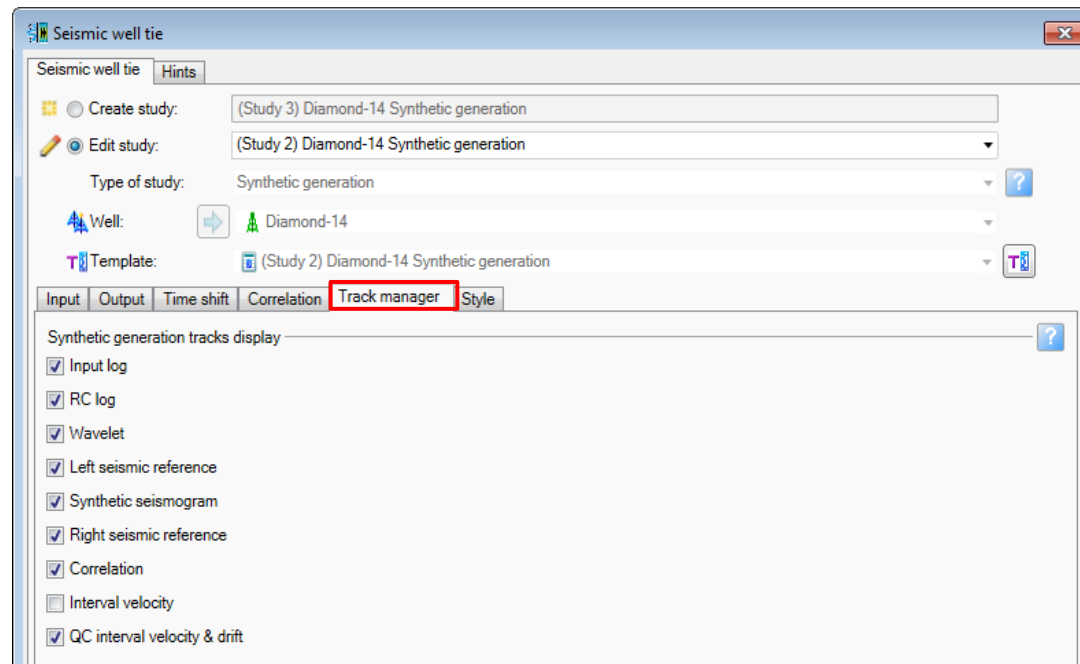 Seismic well tie
Seismic well tie Hints
Create study: (Study 3) Diamond-14 Synthetic generation
Edit study: (Study 2) Diamond-14 Synthetic generation
Type of study: Synthetic generation ?
Well: Diamond-14
Template: (Study 2) Diamond-14 Synthetic generation
Input Output Time shift Correlation Track manager Style
Synthetic generation tracks display ?
Input log
RC log
Wavelet
Left seismic reference
Synthetic seismogram
Right seismic reference
Correlation
Interval velocity
QC interval velocity & drift